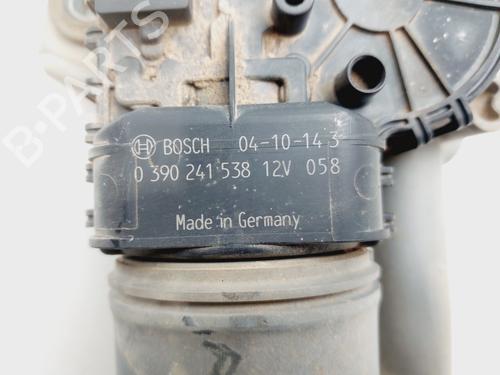 BOSCH 04-10-14 3
0 390 241 538 12V 058
Made in Germany
B-PARTS